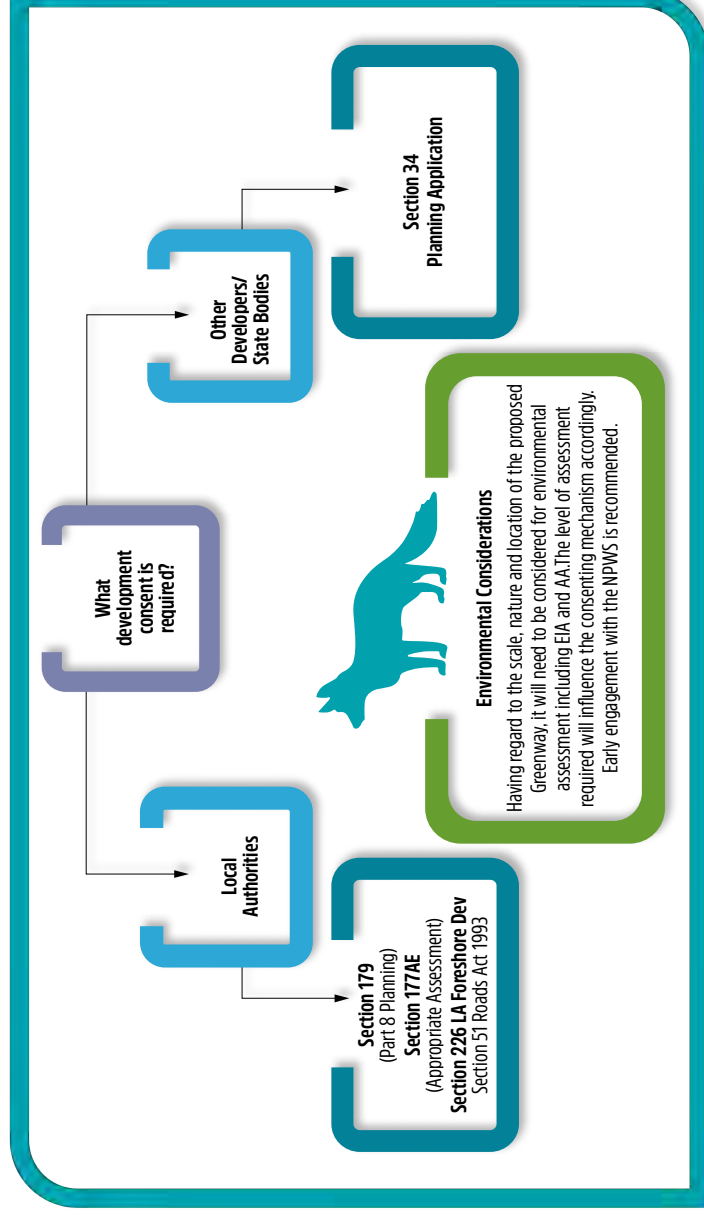 What
development
consent is
required?
Local
Authorities
Other
Developers/
State Bodies
Section 179
(Part 8 Planning)
Section 177AE
(Appropriate Assessment)
Section 226 LA Foreshore Dev
Section 51 Roads Act 1993
Section 34
Planning Application
Environmental Considerations
Having regard to the scale, nature and location of the proposed
Greenway, it will need to be considered for environmental
assessment including EIA and AA.The level of assessment
required will influence the consenting mechanism accordingly.
Early engagement with the NPWS is recommended.